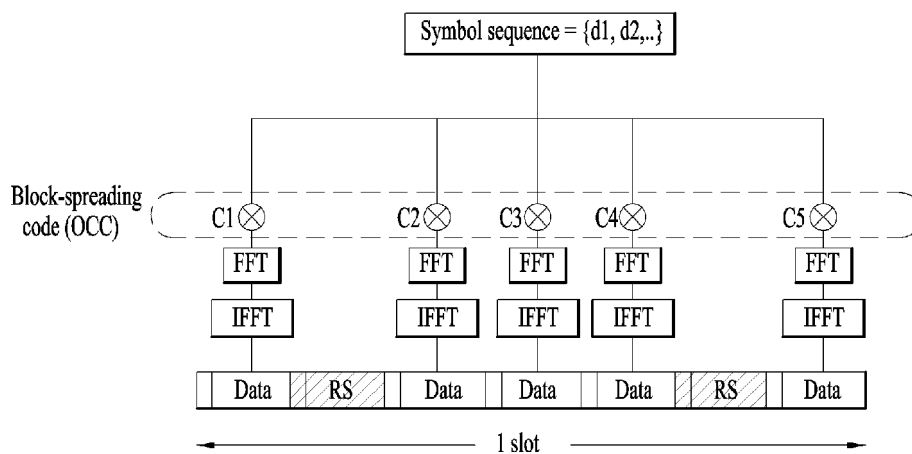 Symbol sequence = {d1, d2,..}
Block-spreading
code (OCC)
C1 C2 C3 C4 C5
FFT FFT FFT FFT FFT
IFFT IFFT IFFT IFFT IFFT
Data RS Data Data Data RS Data
1 slot